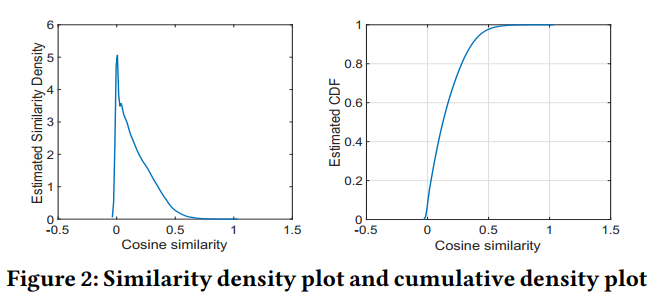 6
5
4
3
2
1
0
-0.5 0 0.5 1 1.5
Estimated Similarity Density
Cosine similarity
1
0.8
0.6
0.4
0.2
0
-0.5 0 0.5 1 1.5
Estimated CDF
Cosine similarity
Figure 2: Similarity density plot and cumulative density plot